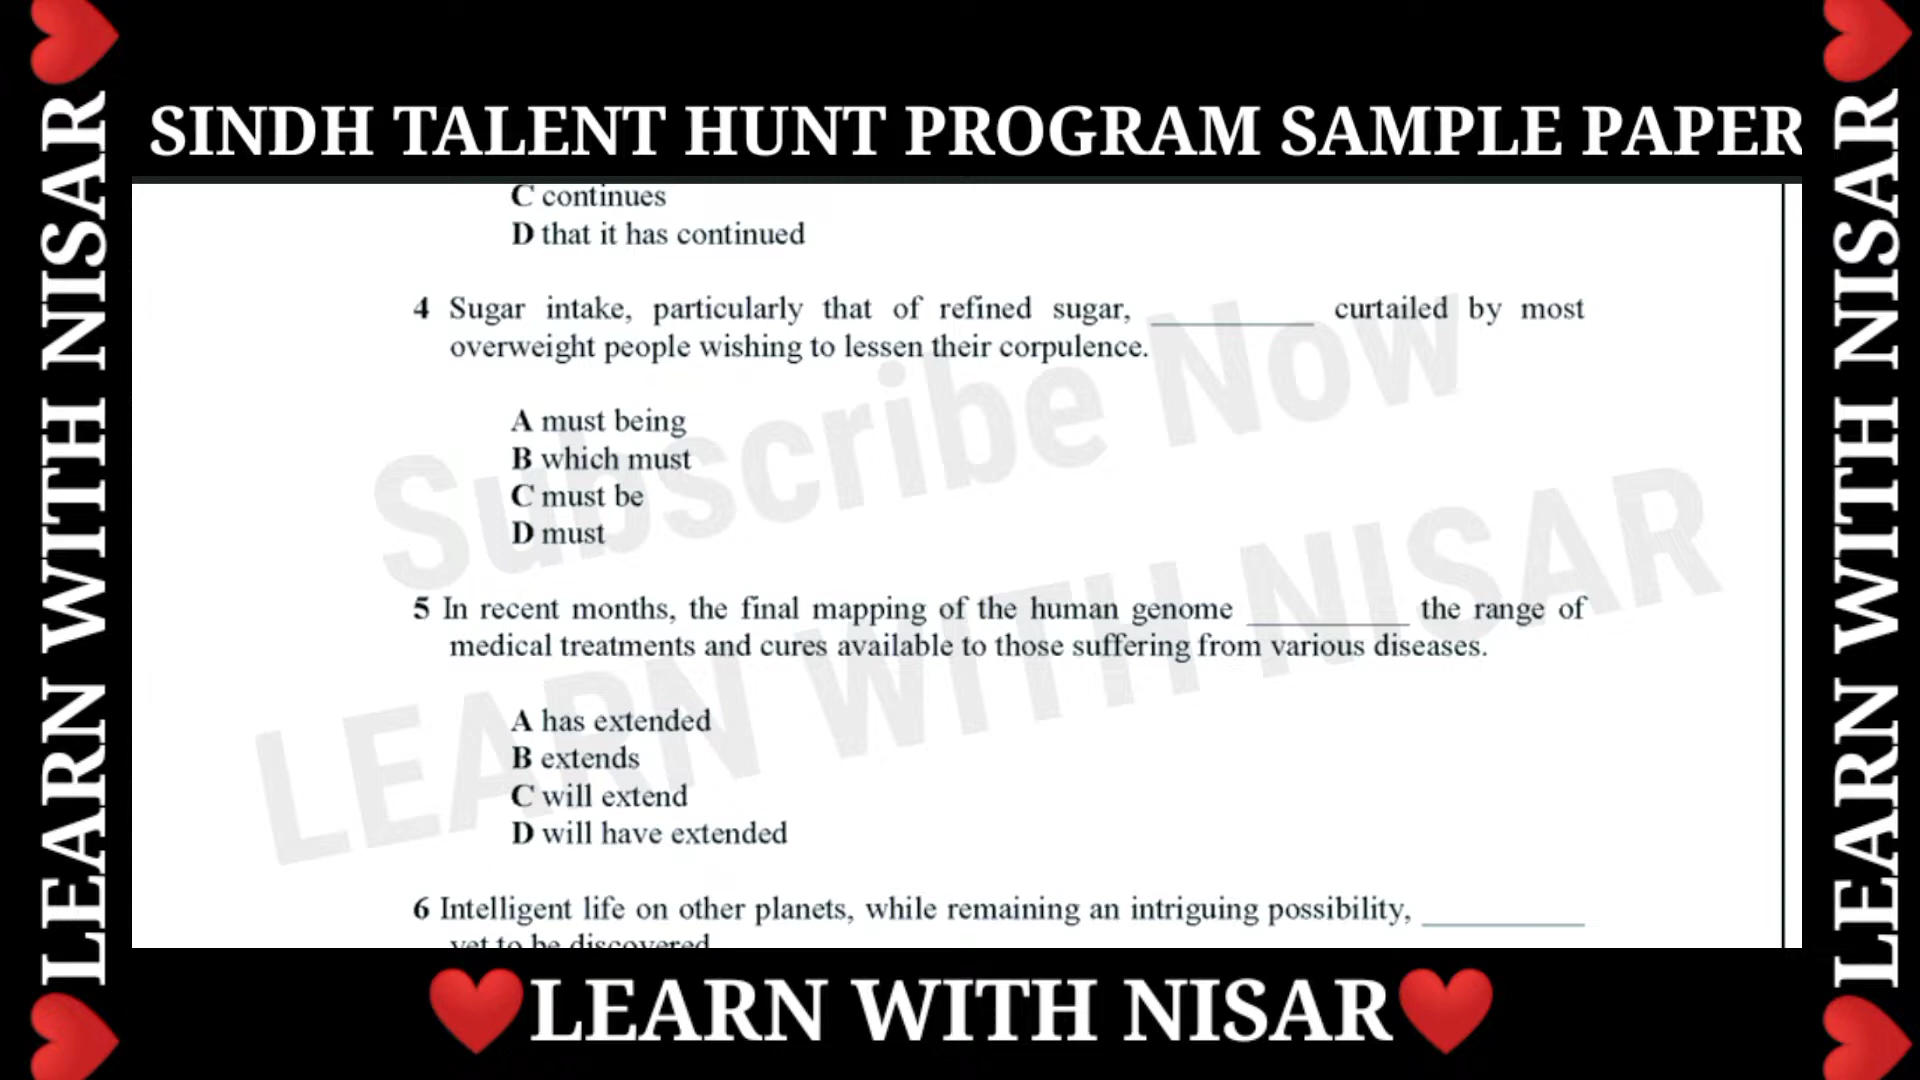 SINDH TALENT HUNT PROGRAM SAMPLE PAPER
LEARN WITH NISAR
C continues
D that it has continued
4 Sugar intake, particularly that of refined sugar, __________ curtailed by most
overweight people wishing to lessen their corpulence.
A must being
B which must
C must be
D must
5 In recent months, the final mapping of the human genome __________ the range of
medical treatments and cures available to those suffering from various diseases.
A has extended
B extends
C will extend
D will have extended
6 Intelligent life on other planets, while remaining an intriguing possibility, __________
yet to be discovered
Subscribe Now
LEARN WITH NISAR
LEARN WITH NISAR
LEARN WITH NISAR